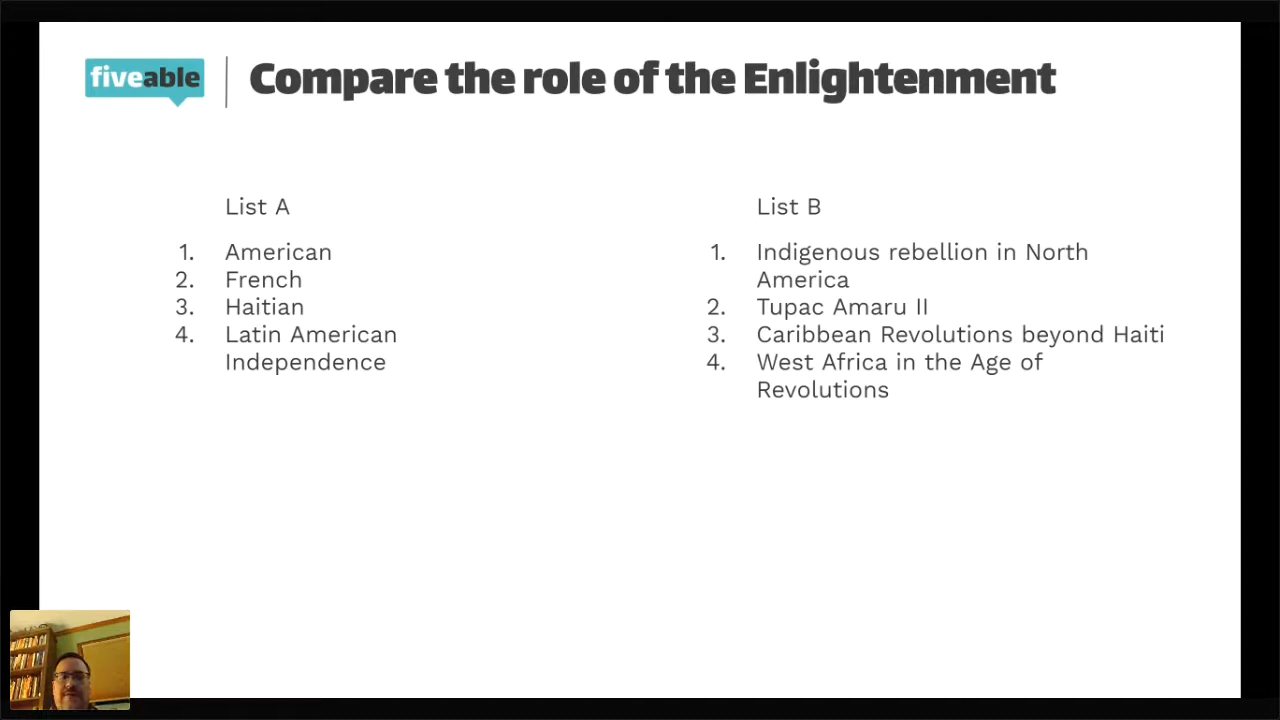 fiveable
Compare the role of the Enlightenment
List A
1. American
2. French
3. Haitian
4. Latin American
Independence
List B
1. Indigenous rebellion in North
America
2. Tupac Amaru II
3. Caribbean Revolutions beyond Haiti
4. West Africa in the Age of
Revolutions